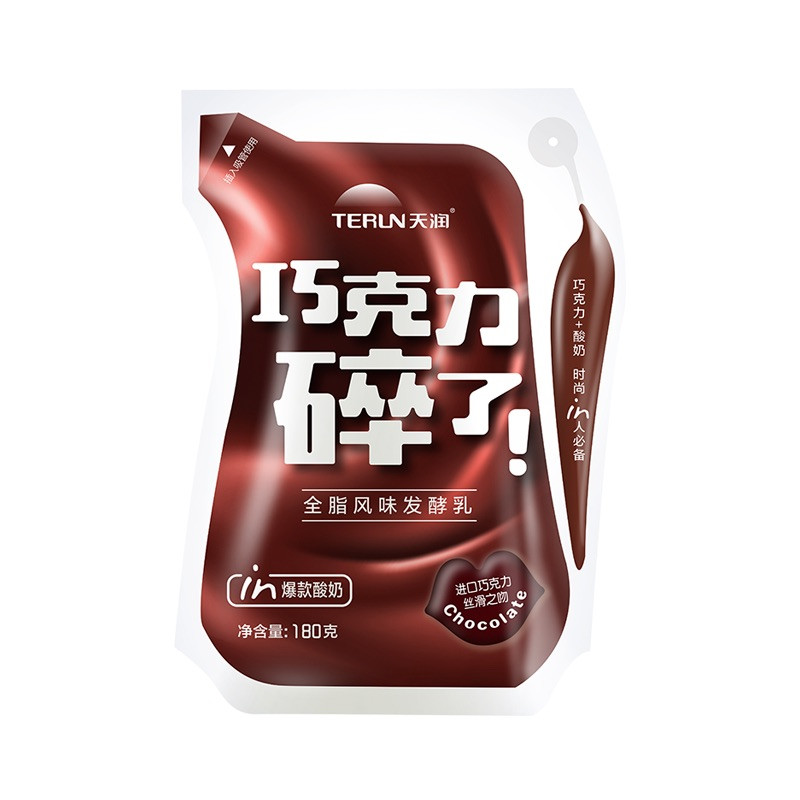 插入吸管使用
TERUN天润®
巧克力
碎了!
全脂风味发酵乳
in爆款酸奶
净含量:180克
进口巧克力
丝滑之吻
Chocolate
巧克力+酸奶 时尚in人必备